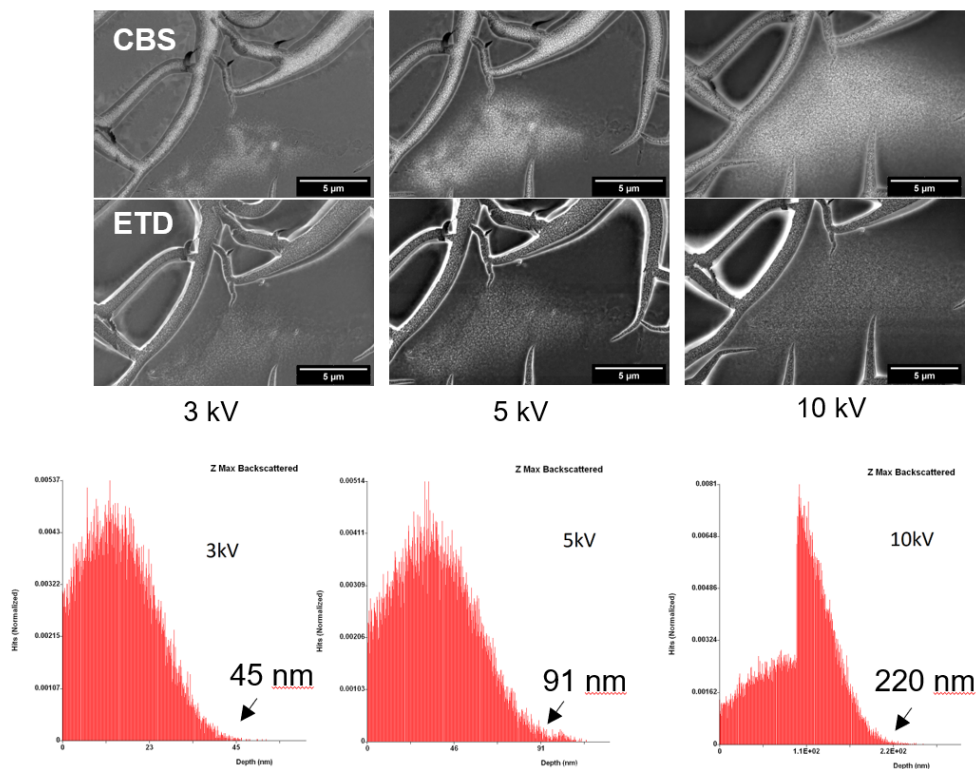 CBS
5 µm
5 µm
5 µm
ETD
5 µm
5 µm
5 µm
3 kV
5 kV
10 kV
Z Max Backscattered
0.00537
0.0043
0.00322
0.00215
0.00107
0
Hits (Normalized)
3kV
45 nm
0
23
45
Depth (nm)
Z Max Backscattered
0.00514
0.00411
0.00309
0.00206
0.00103
0
Hits (Normalized)
5kV
91 nm
0
46
91
Depth (nm)
Z Max Backscattered
0.0081
0.00648
0.00486
0.00324
0.00162
0
Hits (Normalized)
10kV
220 nm
0
1.1E+02
2.2E+02
Depth (nm)